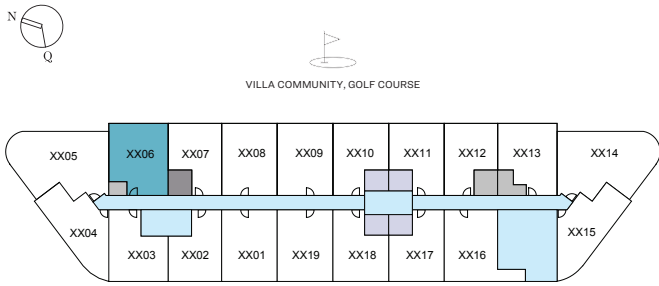 N
Q
VILLA COMMUNITY, GOLF COURSE
XX05 XX06 XX07 XX08 XX09 XX10 XX11 XX12 XX13 XX14
XX04 XX03 XX02 XX01 XX19 XX18 XX17 XX16 XX15